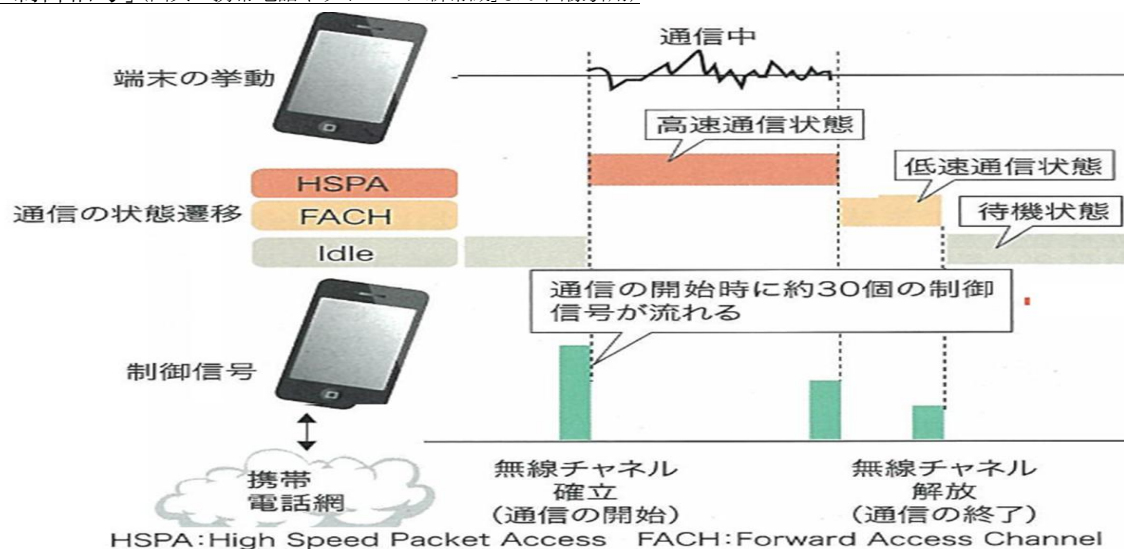 通信中
端末の挙動
高速通信状態
低速通信状態
HSPA
通信の状態遷移
FACH
待機状態
Idle
通信の開始時に約30個の制御
信号が流れる
制御信号
携帯
電話網
無線チャネル
確立
(通信の開始)
無線チャネル
解放
(通信の終了)
HSPA:High Speed Packet Access FACH:Forward Access Channel